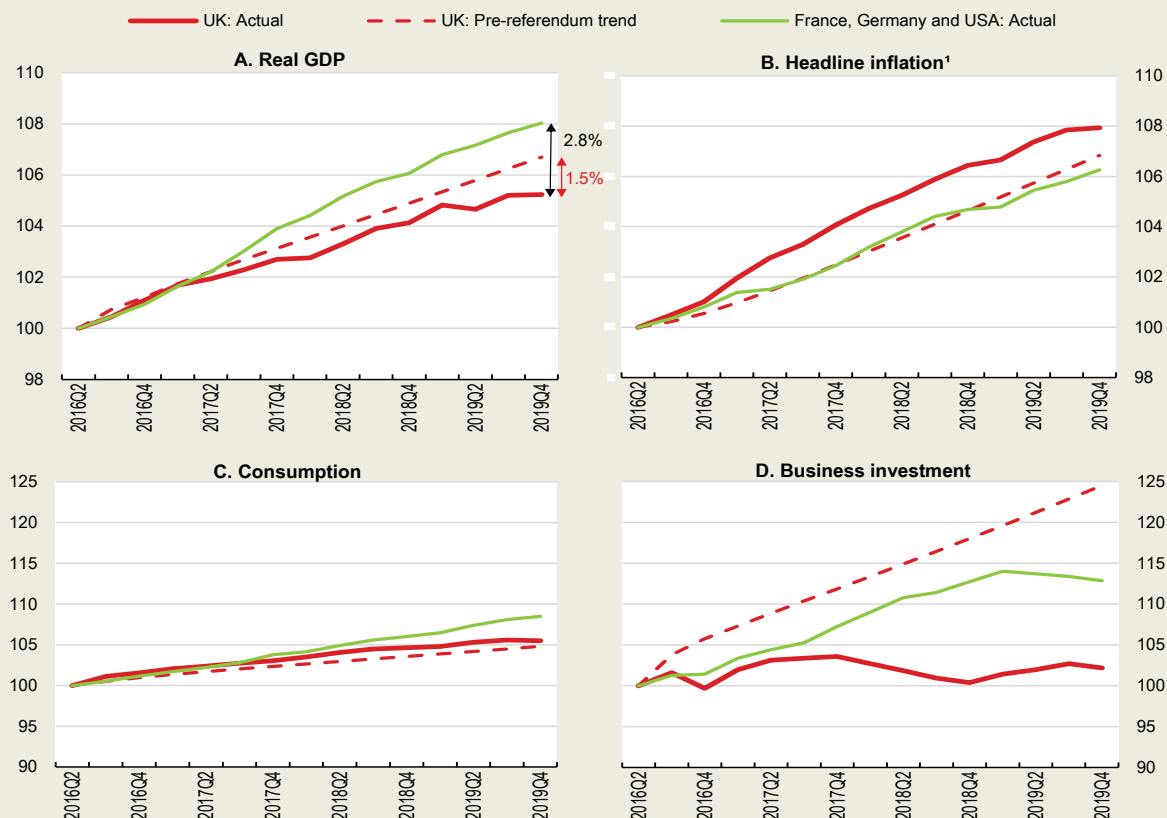 UK: Actual
UK: Pre-referendum trend
France, Germany and USA: Actual
A. Real GDP
110
108
106
104
102
100
98
2.8%
1.5%
2016Q2
2016Q4
2017Q2
2017Q4
2018Q2
2018Q4
2019Q2
2019Q4
B. Headline inflation¹
110
108
106
104
102
100
98
2016Q2
2016Q4
2017Q2
2017Q4
2018Q2
2018Q4
2019Q2
2019Q4
C. Consumption
125
120
115
110
105
100
95
90
2016Q2
2016Q4
2017Q2
2017Q4
2018Q2
2018Q4
2019Q2
2019Q4
D. Business investment
125
120
115
110
105
100
95
90
2016Q2
2016Q4
2017Q2
2017Q4
2018Q2
2018Q4
2019Q2
2019Q4